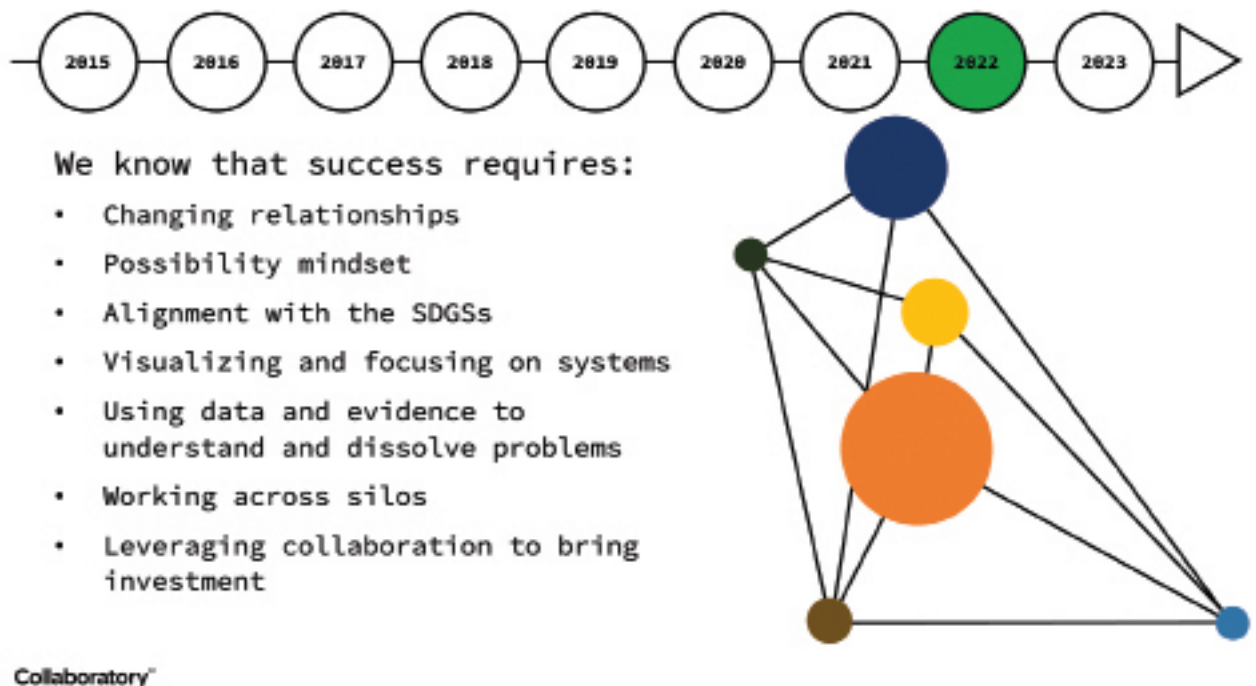 2015 2016 2017 2018 2019 2020 2021 2022 2023
We know that success requires:
• Changing relationships
• Possibility mindset
• Alignment with the SDGSs
• Visualizing and focusing on systems
• Using data and evidence to
understand and dissolve problems
• Working across silos
• Leveraging collaboration to bring
investment
Collaboratory™